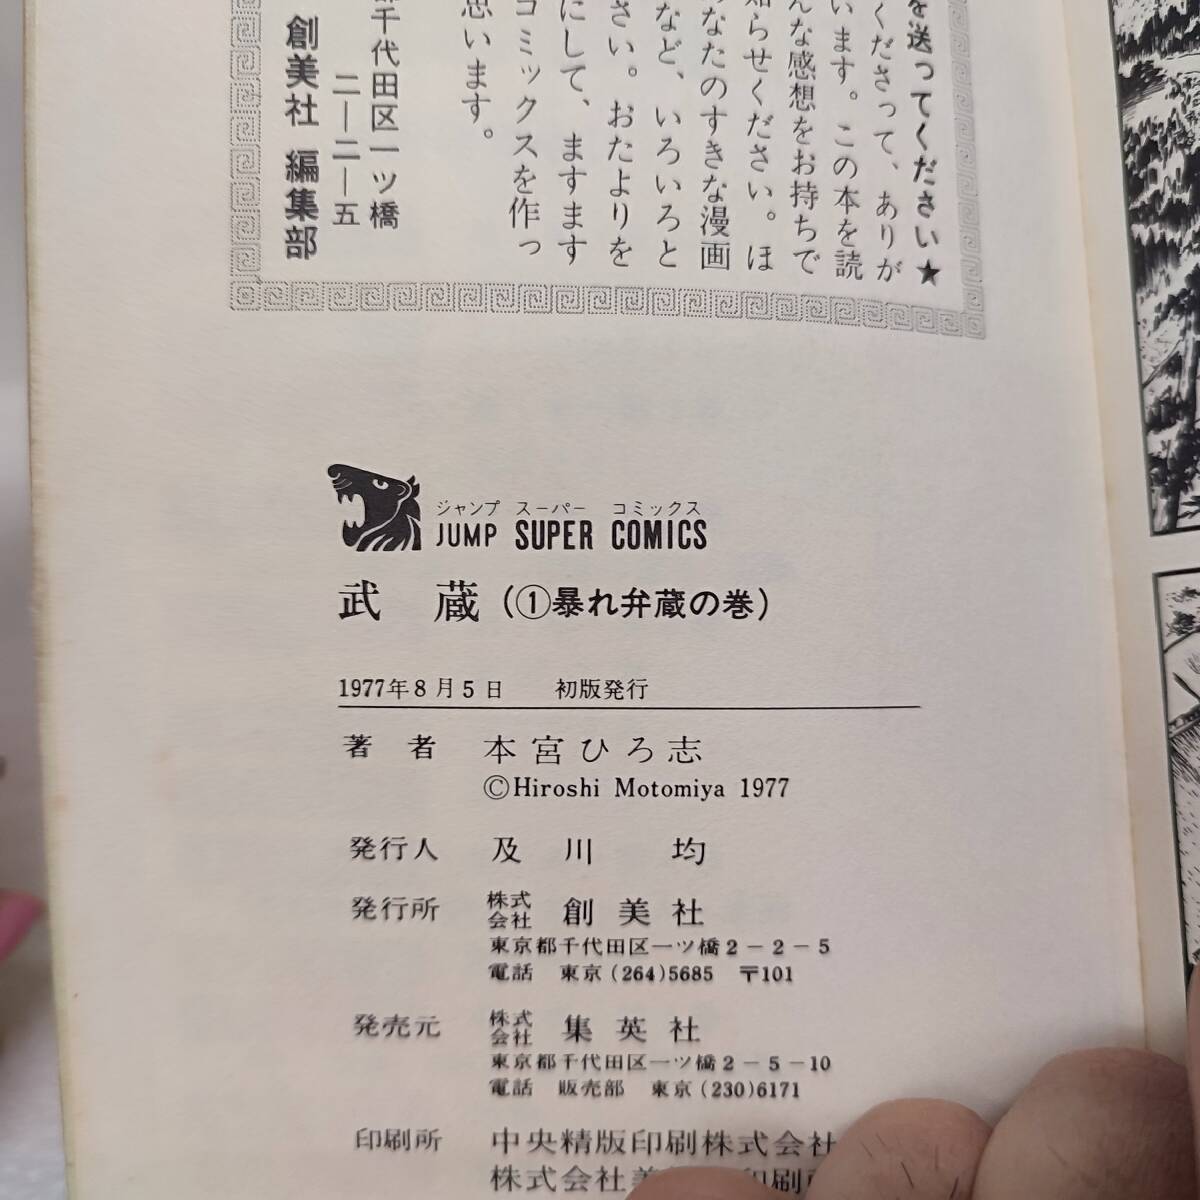 を送ってください★
くださって、ありが
います。この本を読
んな感想をお持ちで
知らせください。ほ
なたのすきな漫画
など、いろいろと
さい。おたよりを
にして、ますます
コミックスを作っ
思います。
千代田区一ツ橋
二―二―五
創美社 編集部
ジャンプ スーパー コミックス
JUMP SUPER COMICS
武 蔵 (①暴れ弁蔵の巻)
1977年8月5日 初版発行
著 者 本宮ひろ志
©Hiroshi Motomiya 1977
発行人 及 川 均
発行所 株式会社 創美社
東京都千代田区一ツ橋2-2-5
電話 東京(264)5685 〒101
発売元 株式会社 集英社
東京都千代田区一ツ橋2-5-10
電話 販売部 東京(230)6171
印刷所 中央精版印刷株式会社
株式会社美 印刷